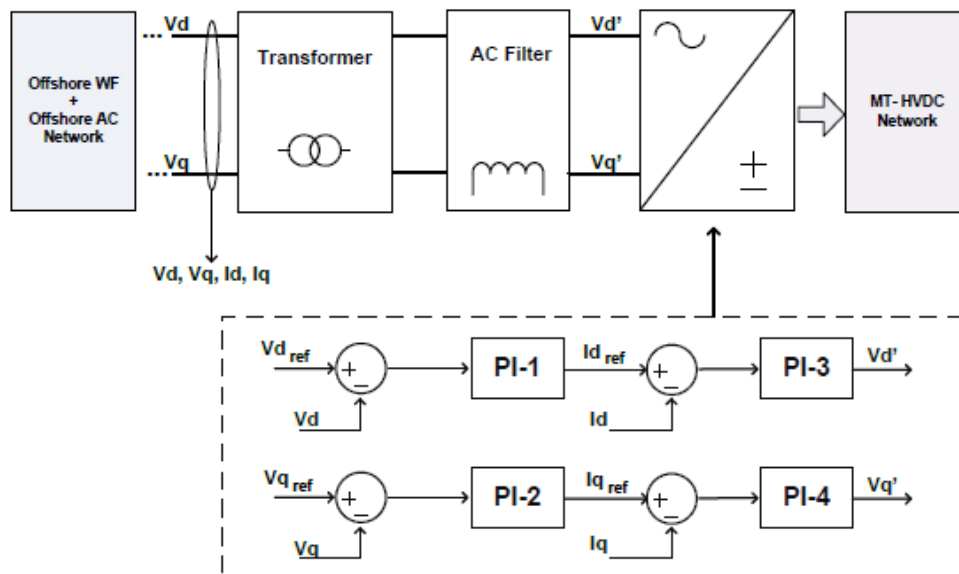 Vd
Vd’
Transformer
AC Filter
Offshore WF
+
Offshore AC
Network
MT- HVDC
Network
Vq
Vq’
Vd, Vq, Id, Iq
Vd ref
+
–
PI-1
Id ref
+
–
PI-3
Vd’
Vd
Id
Vq ref
+
–
PI-2
Iq ref
+
–
PI-4
Vq’
Vq
Iq